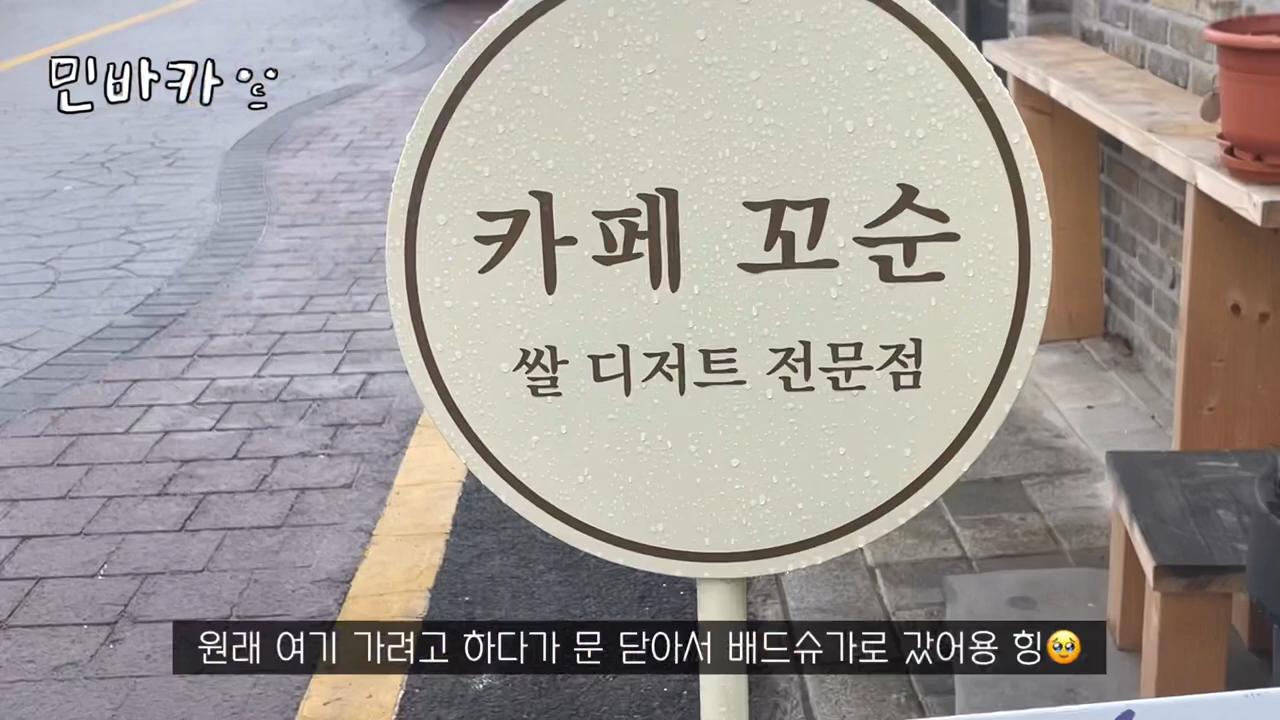 민바카
카페 꼬순
쌀 디저트 전문점
원래 여기 가려고 하다가 문 닫아서 배드슈가로 갔어용 힝🥹